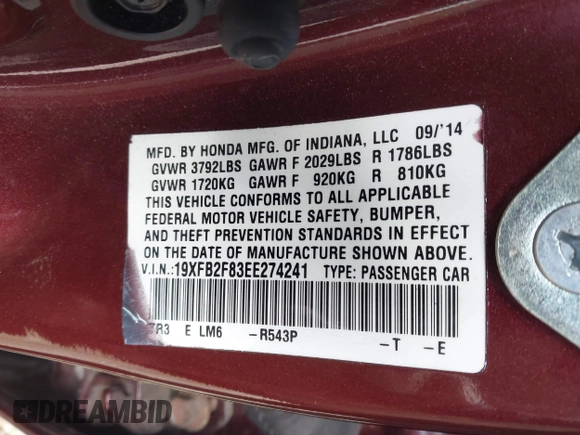 MFD. BY HONDA MFG. OF INDIANA, LLC 09/'14
GVWR 3792LBS GAWR F 2029LBS R 1786LBS
GVWR 1720KG GAWR F 920KG R 810KG
THIS VEHICLE CONFORMS TO ALL APPLICABLE
FEDERAL MOTOR VEHICLE SAFETY, BUMPER,
AND THEFT PREVENTION STANDARDS IN EFFECT
ON THE DATE OF MANUFACTURE SHOWN ABOVE.
V.I.N.:19XFB2F83EE274241 TYPE: PASSENGER CAR
TR3 E LM6 -R543P -T -E
DREAMBID